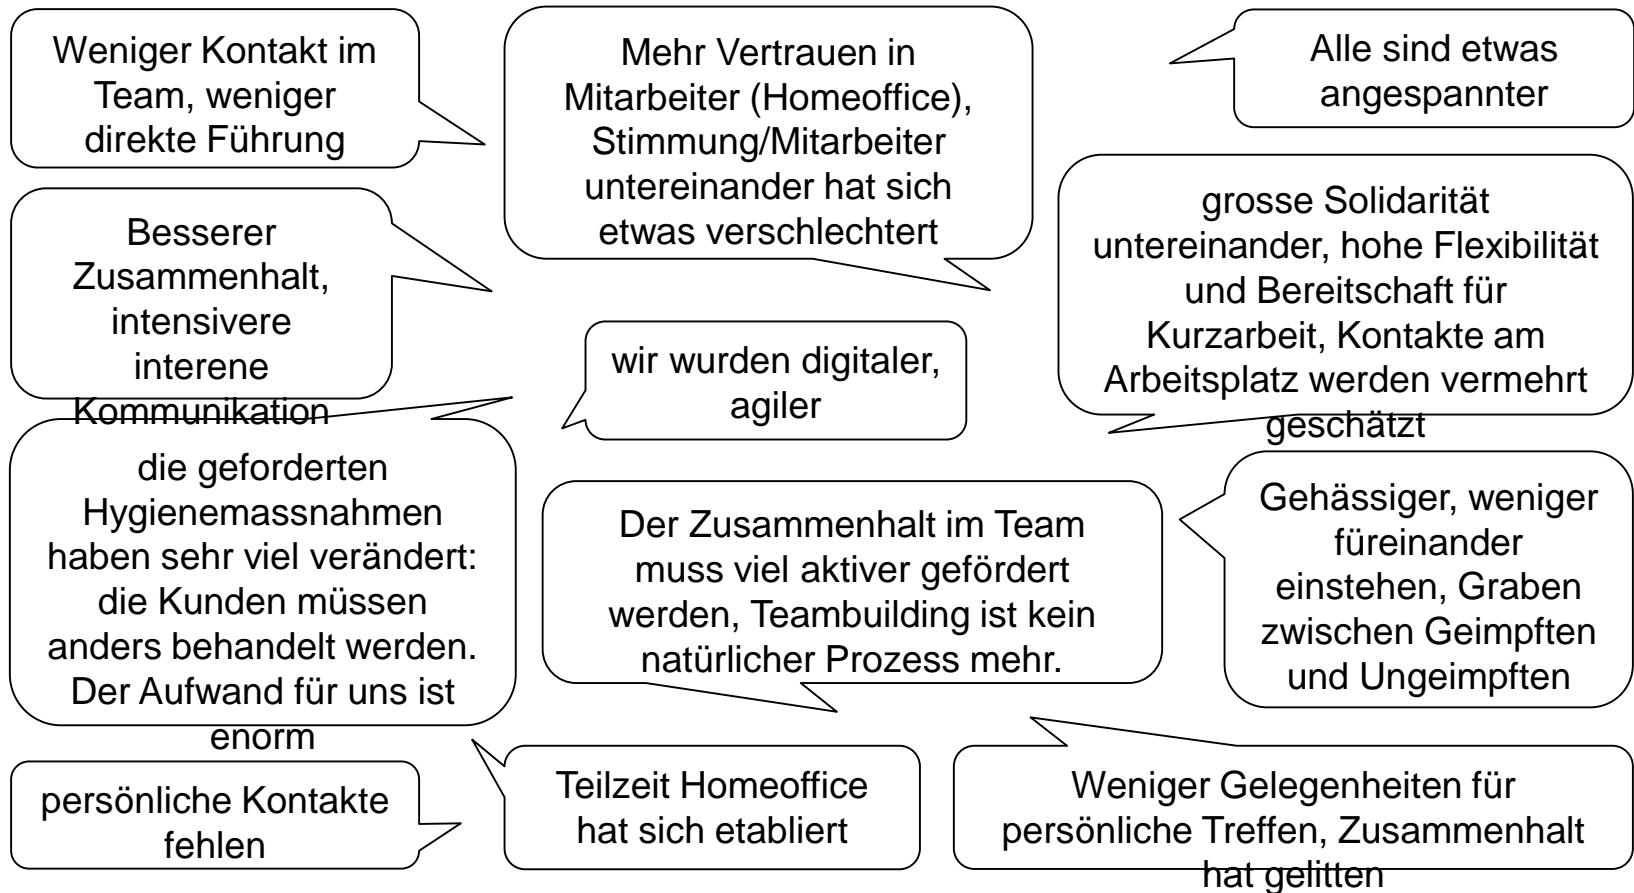 Weniger Kontakt im
Team, weniger
direkte Führung
Mehr Vertrauen in
Mitarbeiter (Homeoffice),
Stimmung/Mitarbeiter
untereinander hat sich
etwas verschlechtert
Alle sind etwas
angespannter
Besserer
Zusammenhalt,
intensivere
interene
Kommunikation
wir wurden digitaler,
agiler
grosse Solidarität
untereinander, hohe Flexibilität
und Bereitschaft für
Kurzarbeit, Kontakte am
Arbeitsplatz werden vermehrt
geschätzt
die geforderten
Hygienemassnahmen
haben sehr viel verändert:
die Kunden müssen
anders behandelt werden.
Der Aufwand für uns ist
enorm
Der Zusammenhalt im Team
muss viel aktiver gefördert
werden, Teambuilding ist kein
natürlicher Prozess mehr.
Gehässiger, weniger
füreinander
einstehen, Graben
zwischen Geimpften
und Ungeimpften
persönliche Kontakte
fehlen
Teilzeit Homeoffice
hat sich etabliert
Weniger Gelegenheiten für
persönliche Treffen, Zusammenhalt
hat gelitten